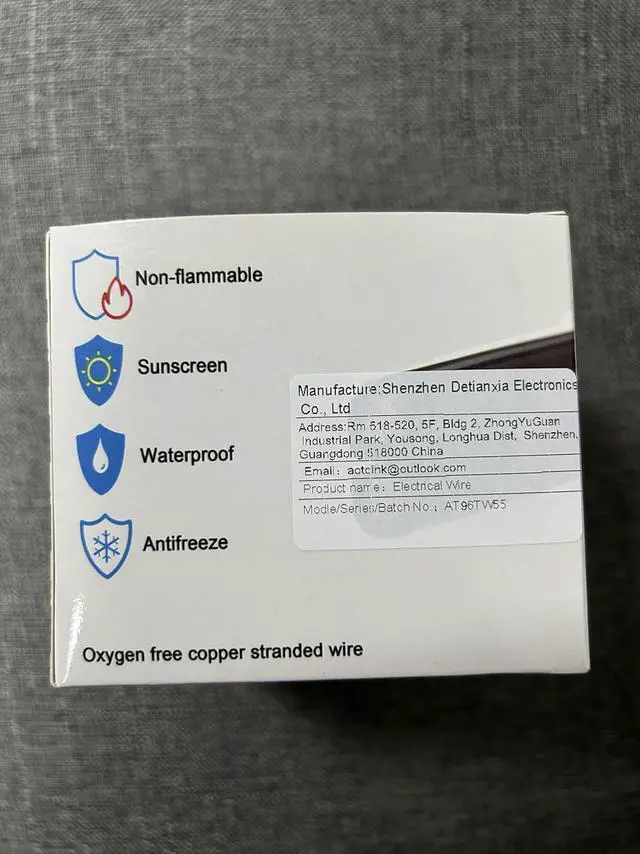 Non-flammable
Sunscreen
Waterproof
Antifreeze
Oxygen free copper stranded wire
Manufacture:Shenzhen Detianxia Electronics
Co., Ltd
Address:Rm 518-520, 5F, Bldg 2, ZhongYuGuan
Industrial Park, Yousong, Longhua Dist, Shenzhen,
Guangdong 518000 China
Email: aotcink@outlook.com
Product name: Electrical Wire
Modle/Series/Batch No.: AT96TW55